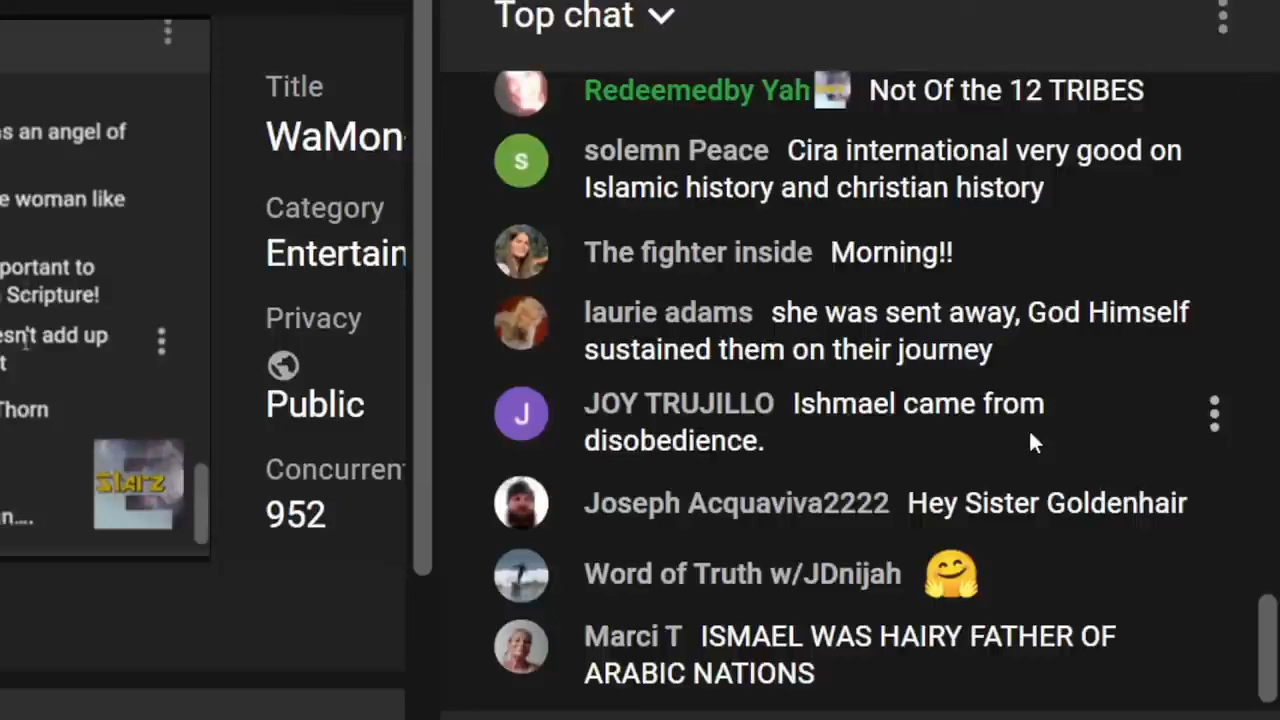 as an angel of
e woman like
portant to
Scripture!
esn't add up
t
Thorn
Starz
n....
Title
WaMon
Category
Entertain
Privacy
Public
Concurren
952
Top chat
Redeemedby Yah Not Of the 12 TRIBES
S
solemn Peace Cira international very good on
Islamic history and christian history
The fighter inside Morning!!
laurie adams she was sent away, God Himself
sustained them on their journey
J
JOY TRUJILLO Ishmael came from
disobedience.
Joseph Acquaviva2222 Hey Sister Goldenhair
Word of Truth w/JDnijah 🤗
Marci T ISMAEL WAS HAIRY FATHER OF
ARABIC NATIONS